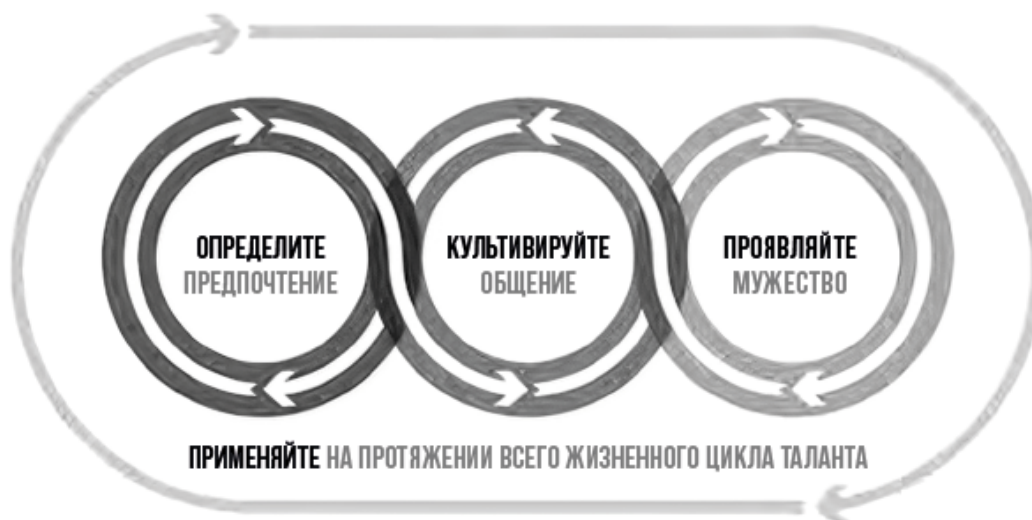 ОПРЕДЕЛИТЕ
ПРЕДПОЧТЕНИЕ
КУЛЬТИВИРУЙТЕ
ОБЩЕНИЕ
ПРОЯВЛЯЙТЕ
МУЖЕСТВО
ПРИМЕНЯЙТЕ НА ПРОТЯЖЕНИИ ВСЕГО ЖИЗНЕННОГО ЦИКЛА ТАЛАНТА